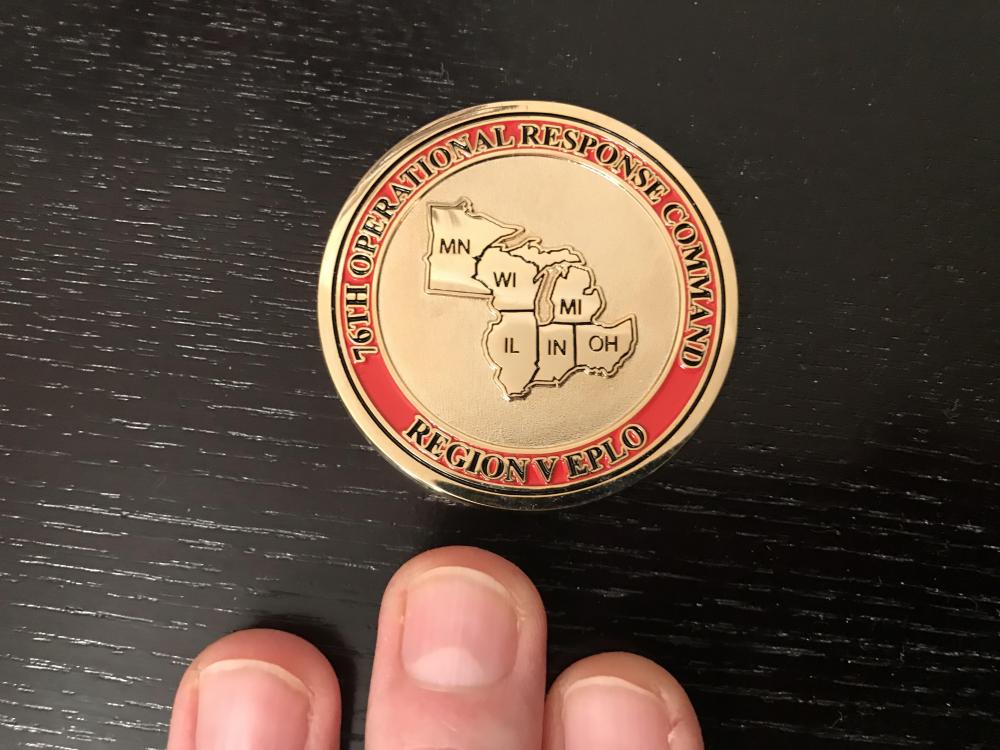 76TH OPERATIONAL RESPONSE COMMAND
MN
WI
MI
IL
IN
OH
REGION V EPLO